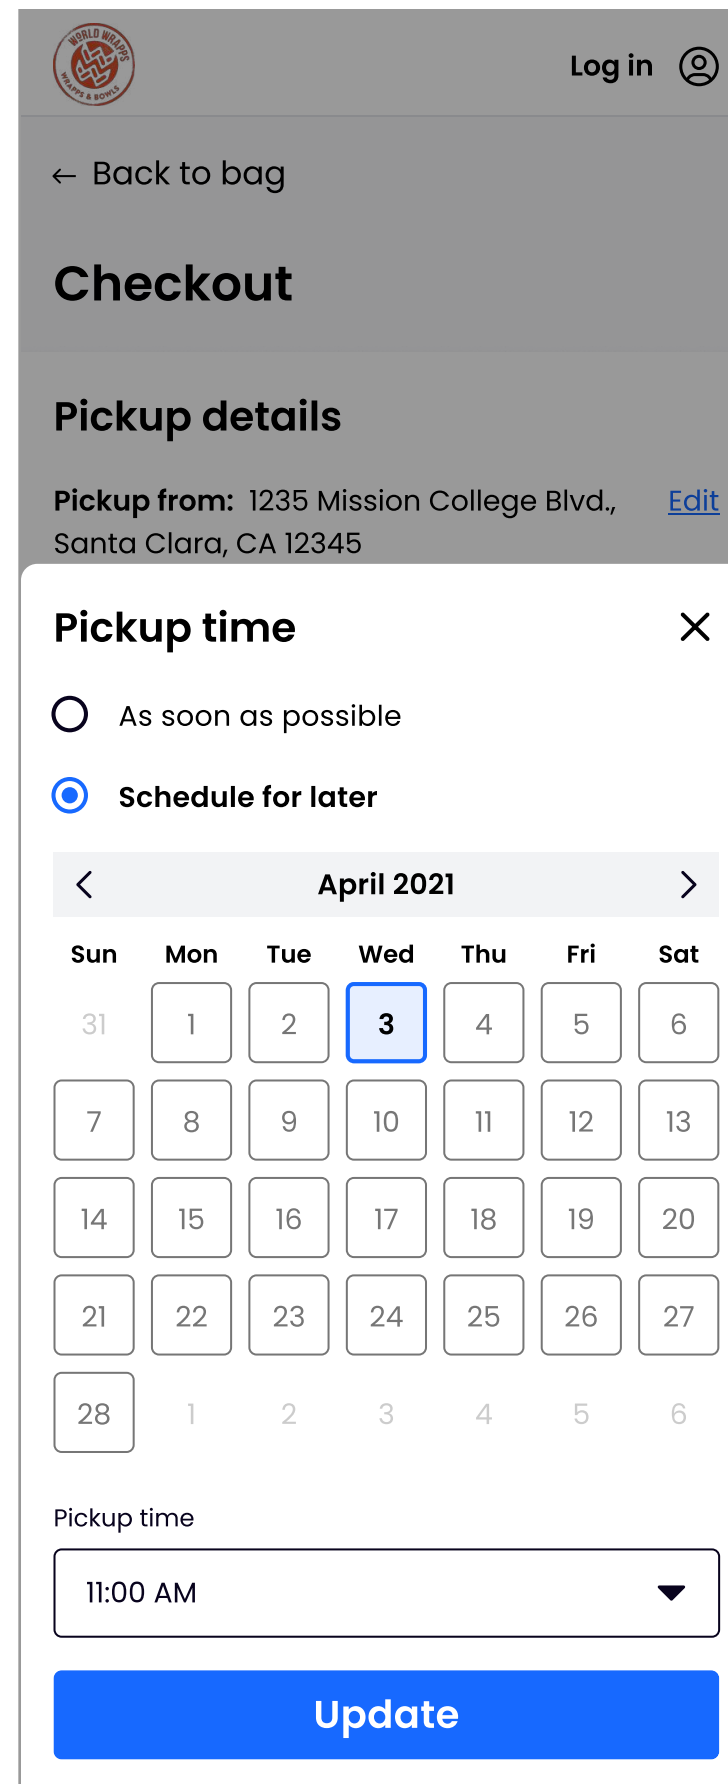 WORLD WRAPPS
WRAPPS & BOWLS
Log in
← Back to bag
Checkout
Pickup details
Pickup from: 1235 Mission College Blvd., Edit
Santa Clara, CA 12345
Pickup time
As soon as possible
Schedule for later
April 2021
Sun Mon Tue Wed Thu Fri Sat
31 1 2 3 4 5 6
7 8 9 10 11 12 13
14 15 16 17 18 19 20
21 22 23 24 25 26 27
28 1 2 3 4 5 6
Pickup time
11:00 AM
Update